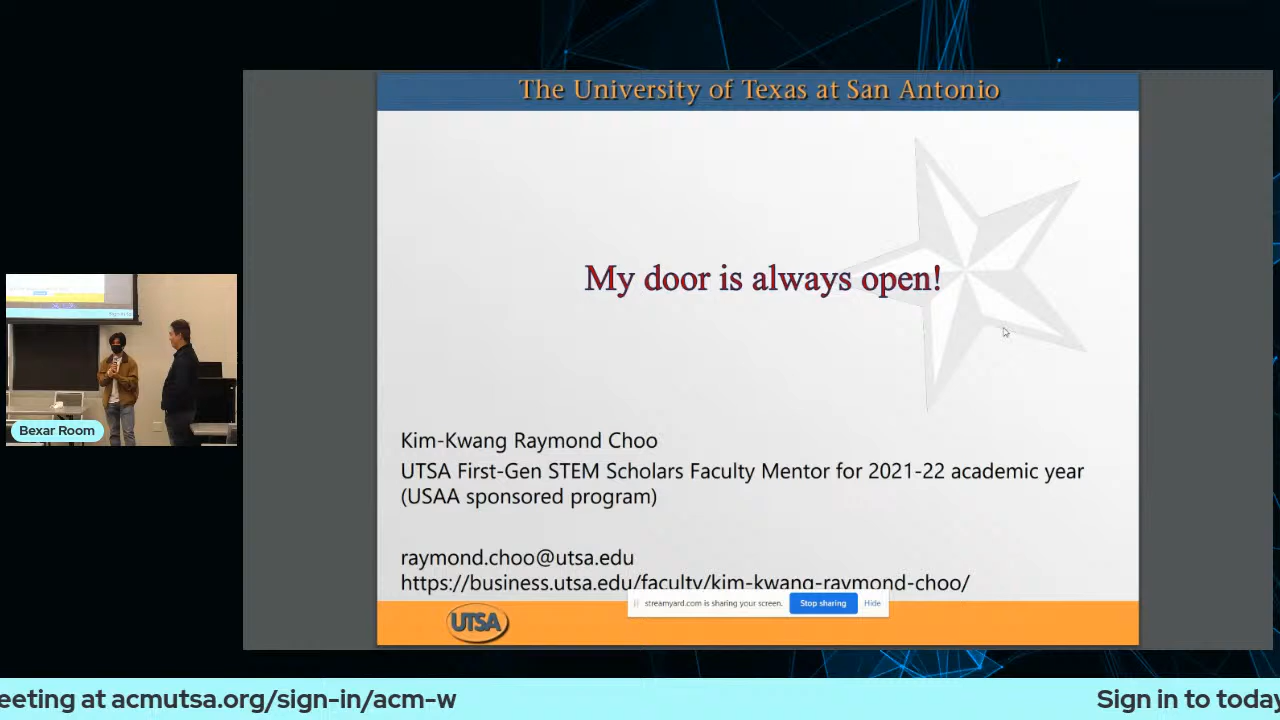 The University of Texas at San Antonio
My door is always open!
Kim-Kwang Raymond Choo
UTSA First-Gen STEM Scholars Faculty Mentor for 2021-22 academic year
(USAA sponsored program)
raymond.choo@utsa.edu
https://business.utsa.edu/faculty/kim-kwang-raymond-choo/
streamyard.com is sharing your screen.
Stop sharing
Hide
UTSA
Bexar Room
eeting at acmutsa.org/sign-in/acm-w
Sign in to today